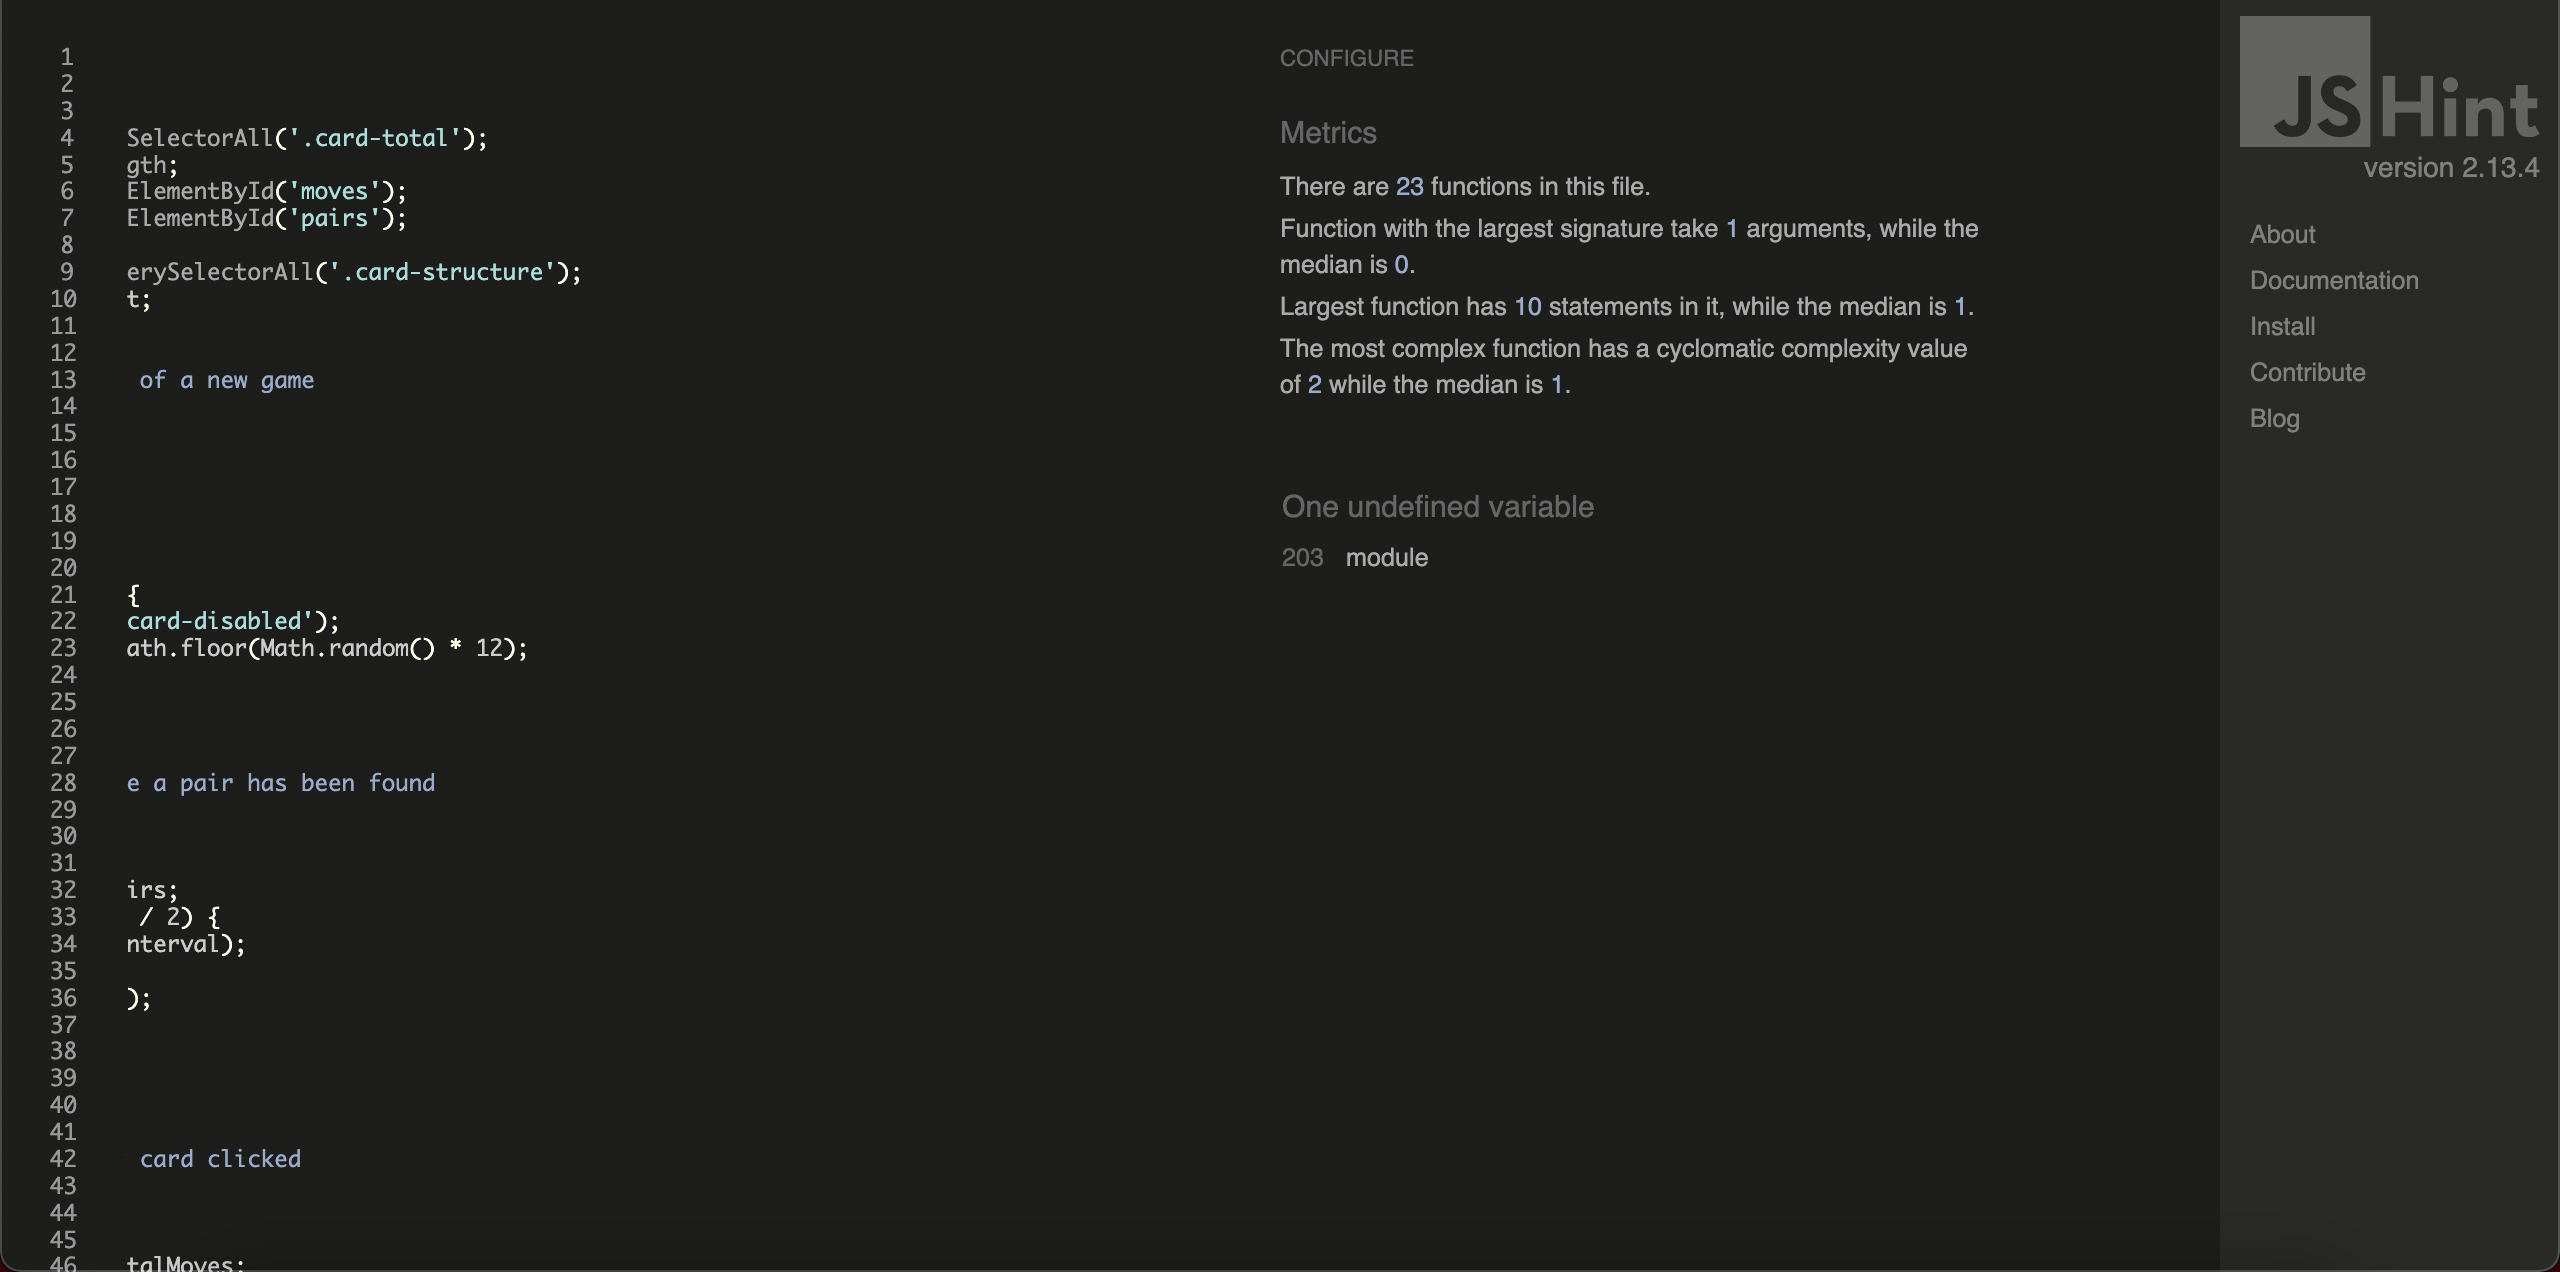 1
2
3
4 SelectorAll('.card-total');
5 gth;
6 ElementById('moves');
7 ElementById('pairs');
8
9 erySelectorAll('.card-structure');
10 t;
11
12
13 of a new game
14
15
16
17
18
19
20
21 {
22 card-disabled');
23 ath.floor(Math.random() * 12);
24
25
26
27
28 e a pair has been found
29
30
31
32 irs;
33 / 2) {
34 nterval);
35
36 );
37
38
39
40
41
42 card clicked
43
44
45
46 talMoves;
CONFIGURE
Metrics
There are 23 functions in this file.
Function with the largest signature take 1 arguments, while the
median is 0.
Largest function has 10 statements in it, while the median is 1.
The most complex function has a cyclomatic complexity value
of 2 while the median is 1.
One undefined variable
203 module
JSHint
version 2.13.4
About
Documentation
Install
Contribute
Blog